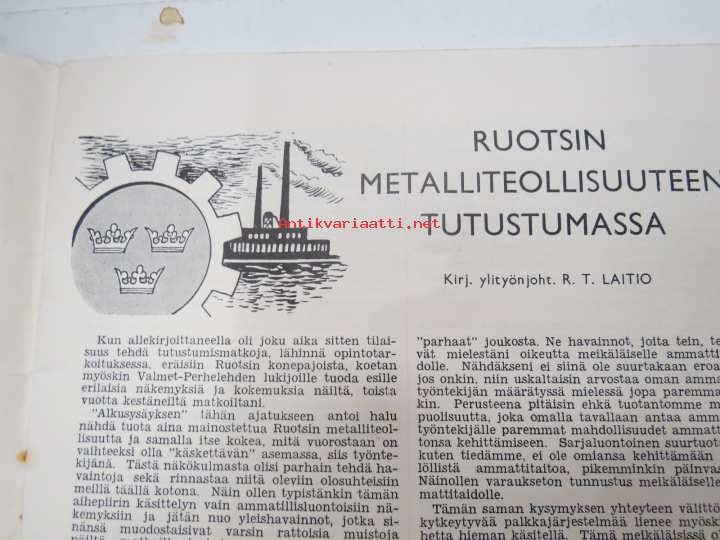 RUOTSIN
METALLITEOLLISUUTEEN
TUTUSTUMASSA
Antikvariaatti.net
Kirj. ylityönjoht. R. T. LAITIO
Kun allekirjoittaneella oli joku aika sitten tilai-
suus tehdä tutustumismatkoja, lähinnä opintotar-
koituksessa, eräisiin Ruotsin konepajoista, koetan
myöskin Valmet-Perhelehden lukijoille tuoda esille
erilaisia näkemyksiä ja kokemuksia näiltä, toista
vuotta kestäneiltä matkoiltani.
"Alkusysäyksen" tähän ajatukseen antoi halu
nähdä tuota aina mainostettua Ruotsin metalliteol-
lisuutta ja samalla itse kokea, mitä vuorostaan on
vaihteeksi olla "käskettävän" asemassa, siis työnte-
kijänä. Tästä näkökulmasta olisi parhain tehdä ha-
vaintoja sekä rinnastaa niitä oleviin olosuhteisiin
meillä täällä kotona. Näin ollen typistänkin tämän
aihepiirin käsittelyn vain ammatillisluontoisiin nä-
kemyksiin ja jätän nuo yleishavainnot, jotka si-
nänsä muodostaisivat varsin rattoisia muistoja
"parhaat" joukosta. Ne havainnot, joita tein, te
vät mielestäni oikeutta meikäläiselle ammatti
dolle. Nähdäkseni ei siinä ole suurtakaan eroa
jos onkin, niin uskaltaisin arvostaa oman amm
työntekijän määrätyssä mielessä jopa paremma
kin. Perusteena pitäisin ehkä tuotantomme m
puolisuutta, joka omalla tavallaan antaa amm
työntekijälle paremmat mahdollisuudet ammatt
tonsa kehittämiseen. Sarjaluontoinen suurtuot
kuten tiedämme, ei ole omiansa kehittämään
löllistä ammattitaitoa, pikemminkin päinvas
Näinollen varaukseton tunnustus meikäläisell
mattitaidolle.
Tämän saman kysymyksen yhteyteen välittö
kytkeytyvää palkkajärjestelmää lienee myösk
hetta hieman käsitellä. Tämä meikäläisissä o